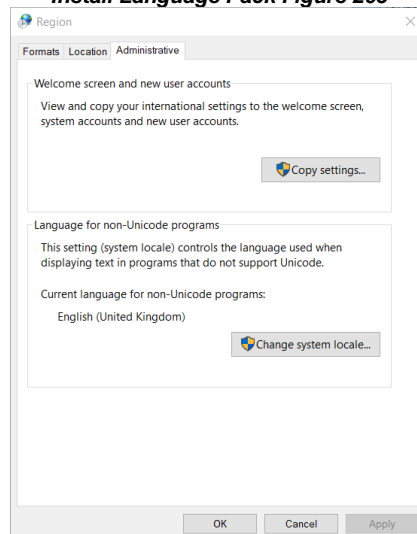 Install Language Pack Figure 205
Region
Formats Location Administrative
Welcome screen and new user accounts
View and copy your international settings to the welcome screen,
system accounts and new user accounts.
Copy settings...
Language for non-Unicode programs
This setting (system locale) controls the language used when
displaying text in programs that do not support Unicode.
Current language for non-Unicode programs:
English (United Kingdom)
Change system locale...
OK Cancel Apply